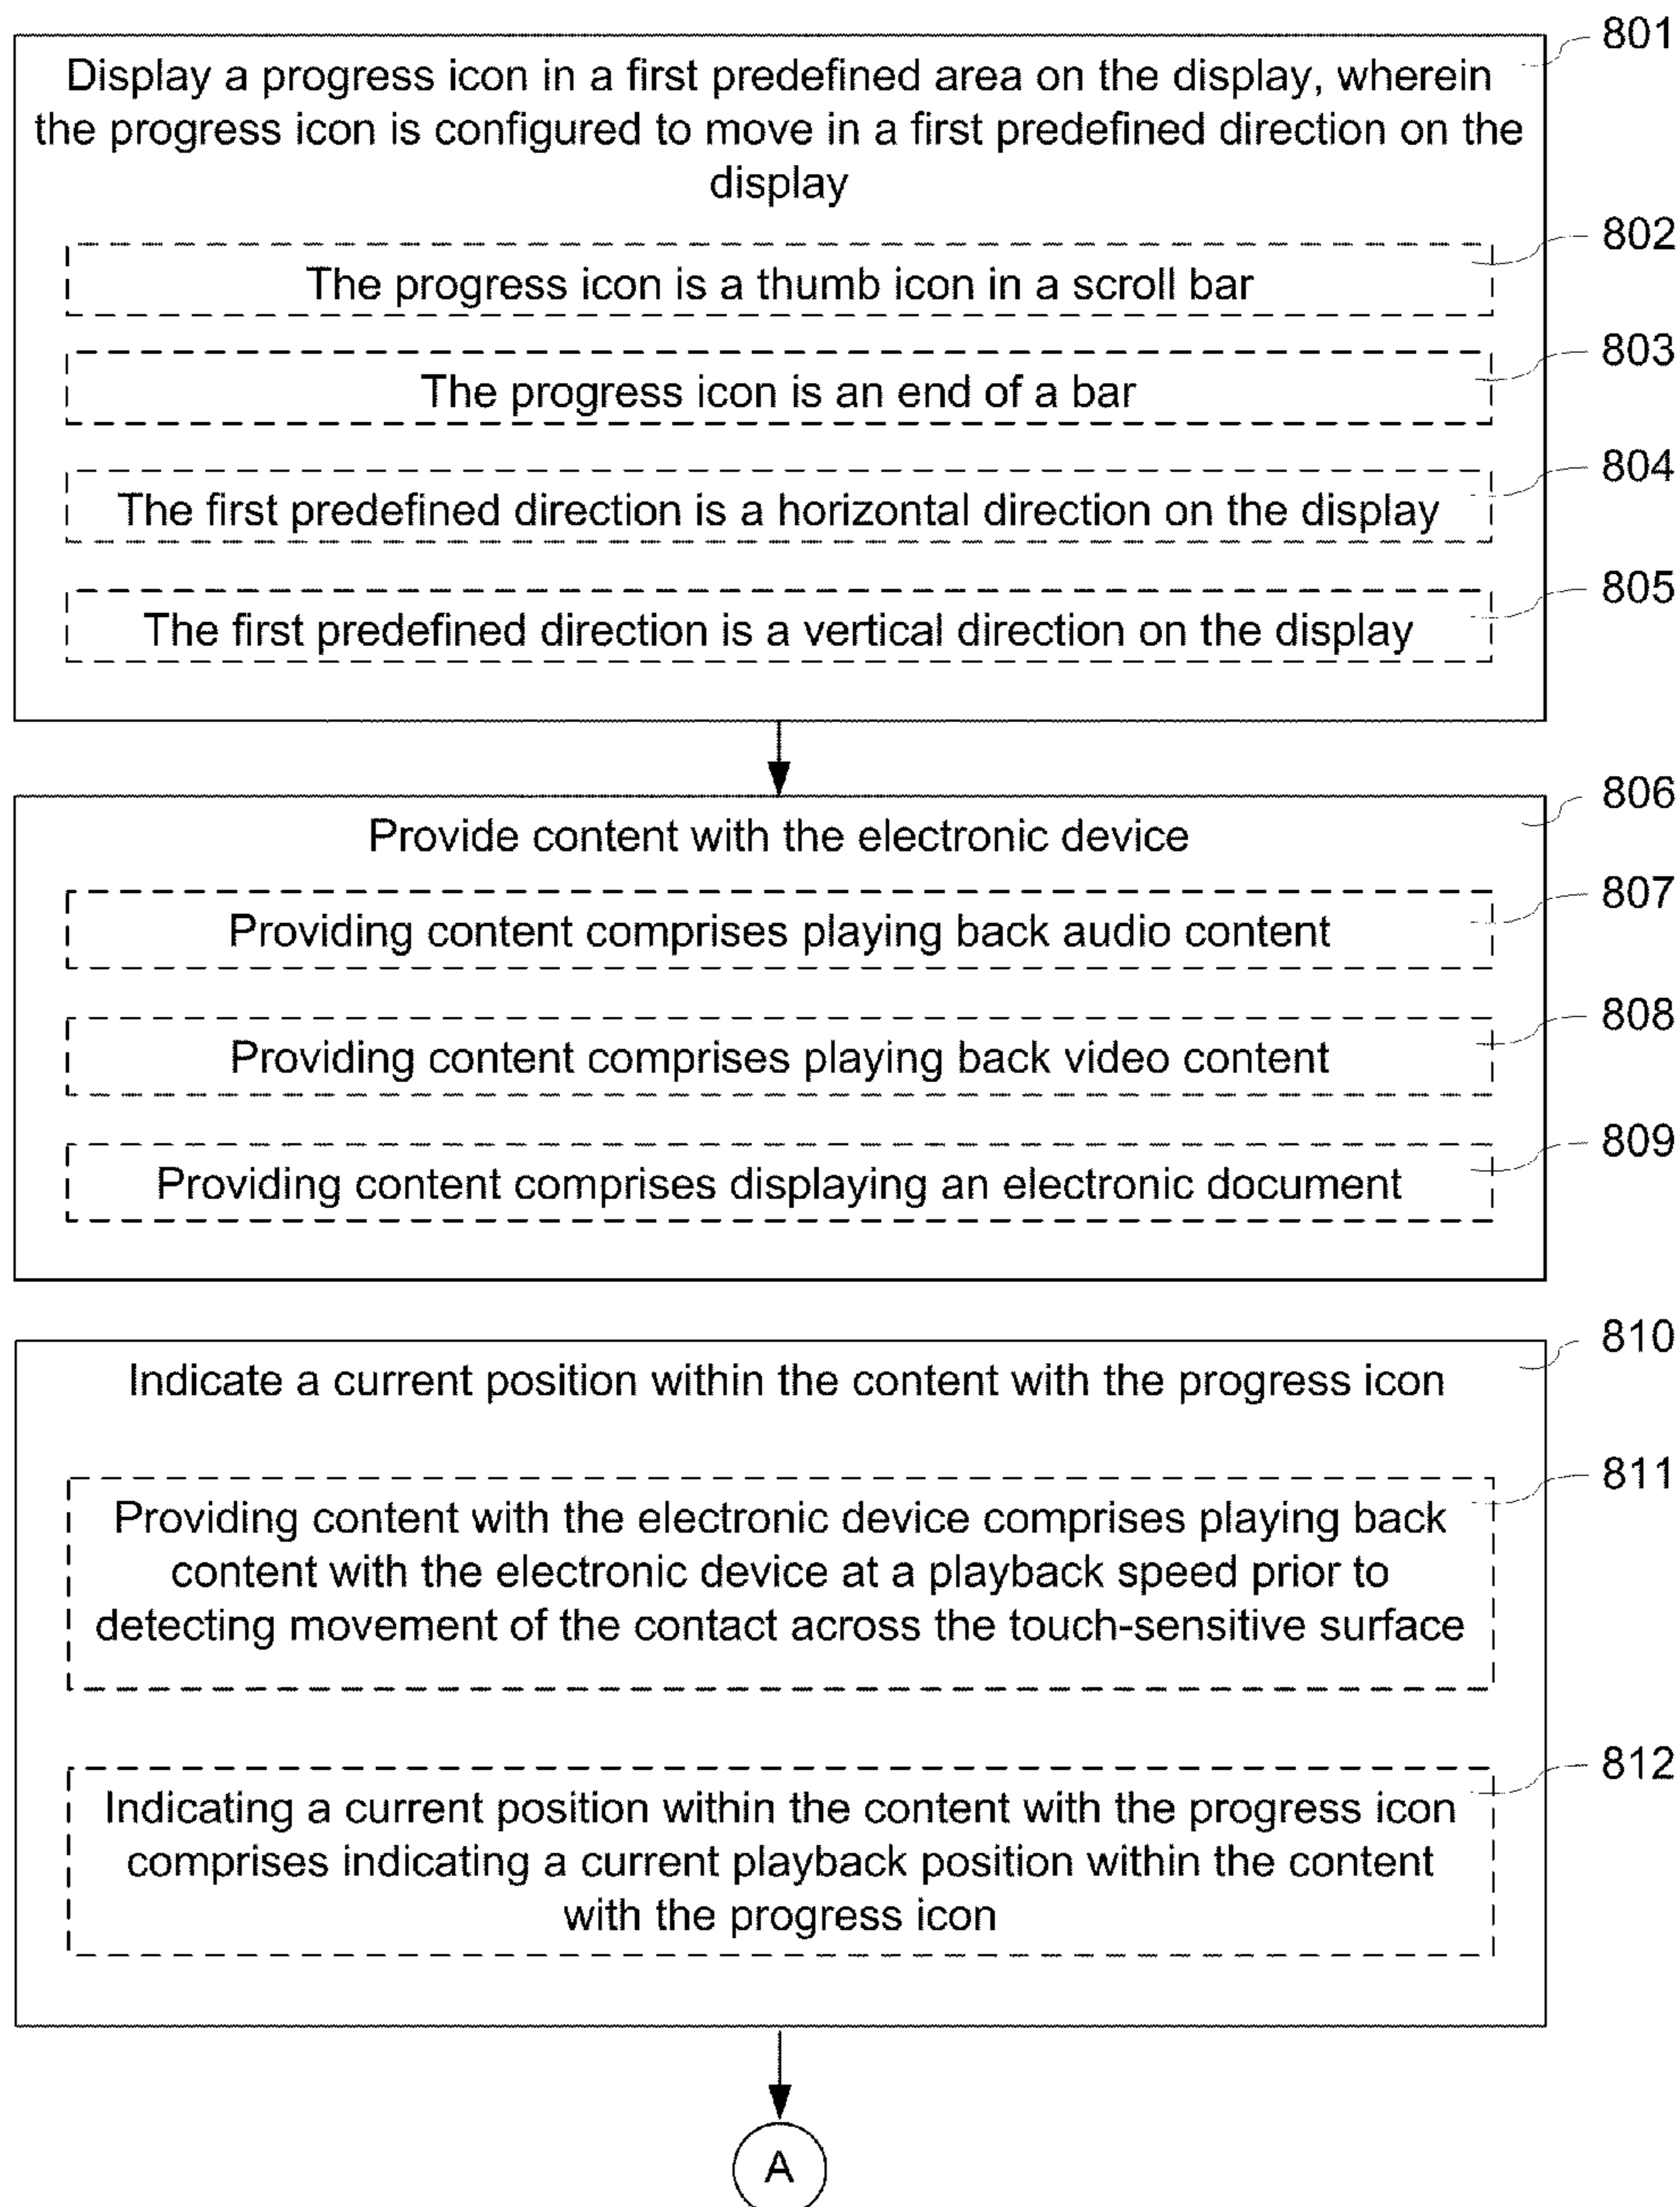 801
Display a progress icon in a first predefined area on the display, wherein
the progress icon is configured to move in a first predefined direction on the
display
802
The progress icon is a thumb icon in a scroll bar
803
The progress icon is an end of a bar
804
The first predefined direction is a horizontal direction on the display
805
The first predefined direction is a vertical direction on the display
806
Provide content with the electronic device
807
Providing content comprises playing back audio content
808
Providing content comprises playing back video content
809
Providing content comprises displaying an electronic document
810
Indicate a current position within the content with the progress icon
811
Providing content with the electronic device comprises playing back
content with the electronic device at a playback speed prior to
detecting movement of the contact across the touch-sensitive surface
812
Indicating a current position within the content with the progress icon
comprises indicating a current playback position within the content
with the progress icon
A